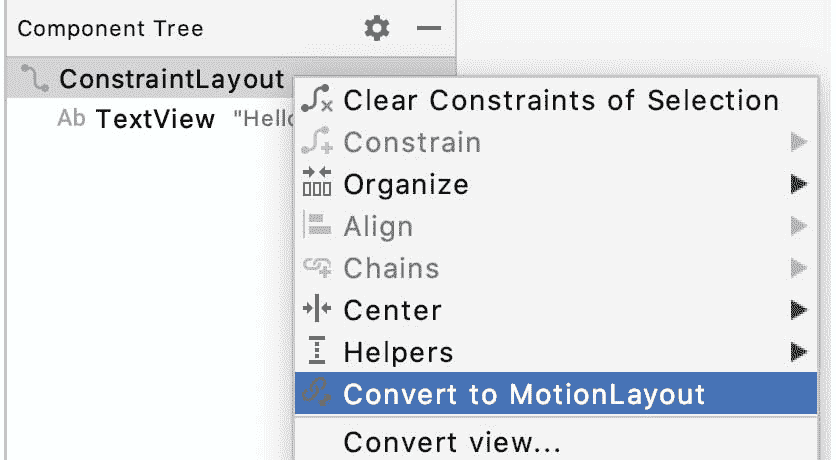 Component Tree
ConstraintLayout
Ab TextView "Hello
Clear Constraints of Selection
Constrain
Organize
Align
Chains
Center
Helpers
Convert to MotionLayout
Convert view...